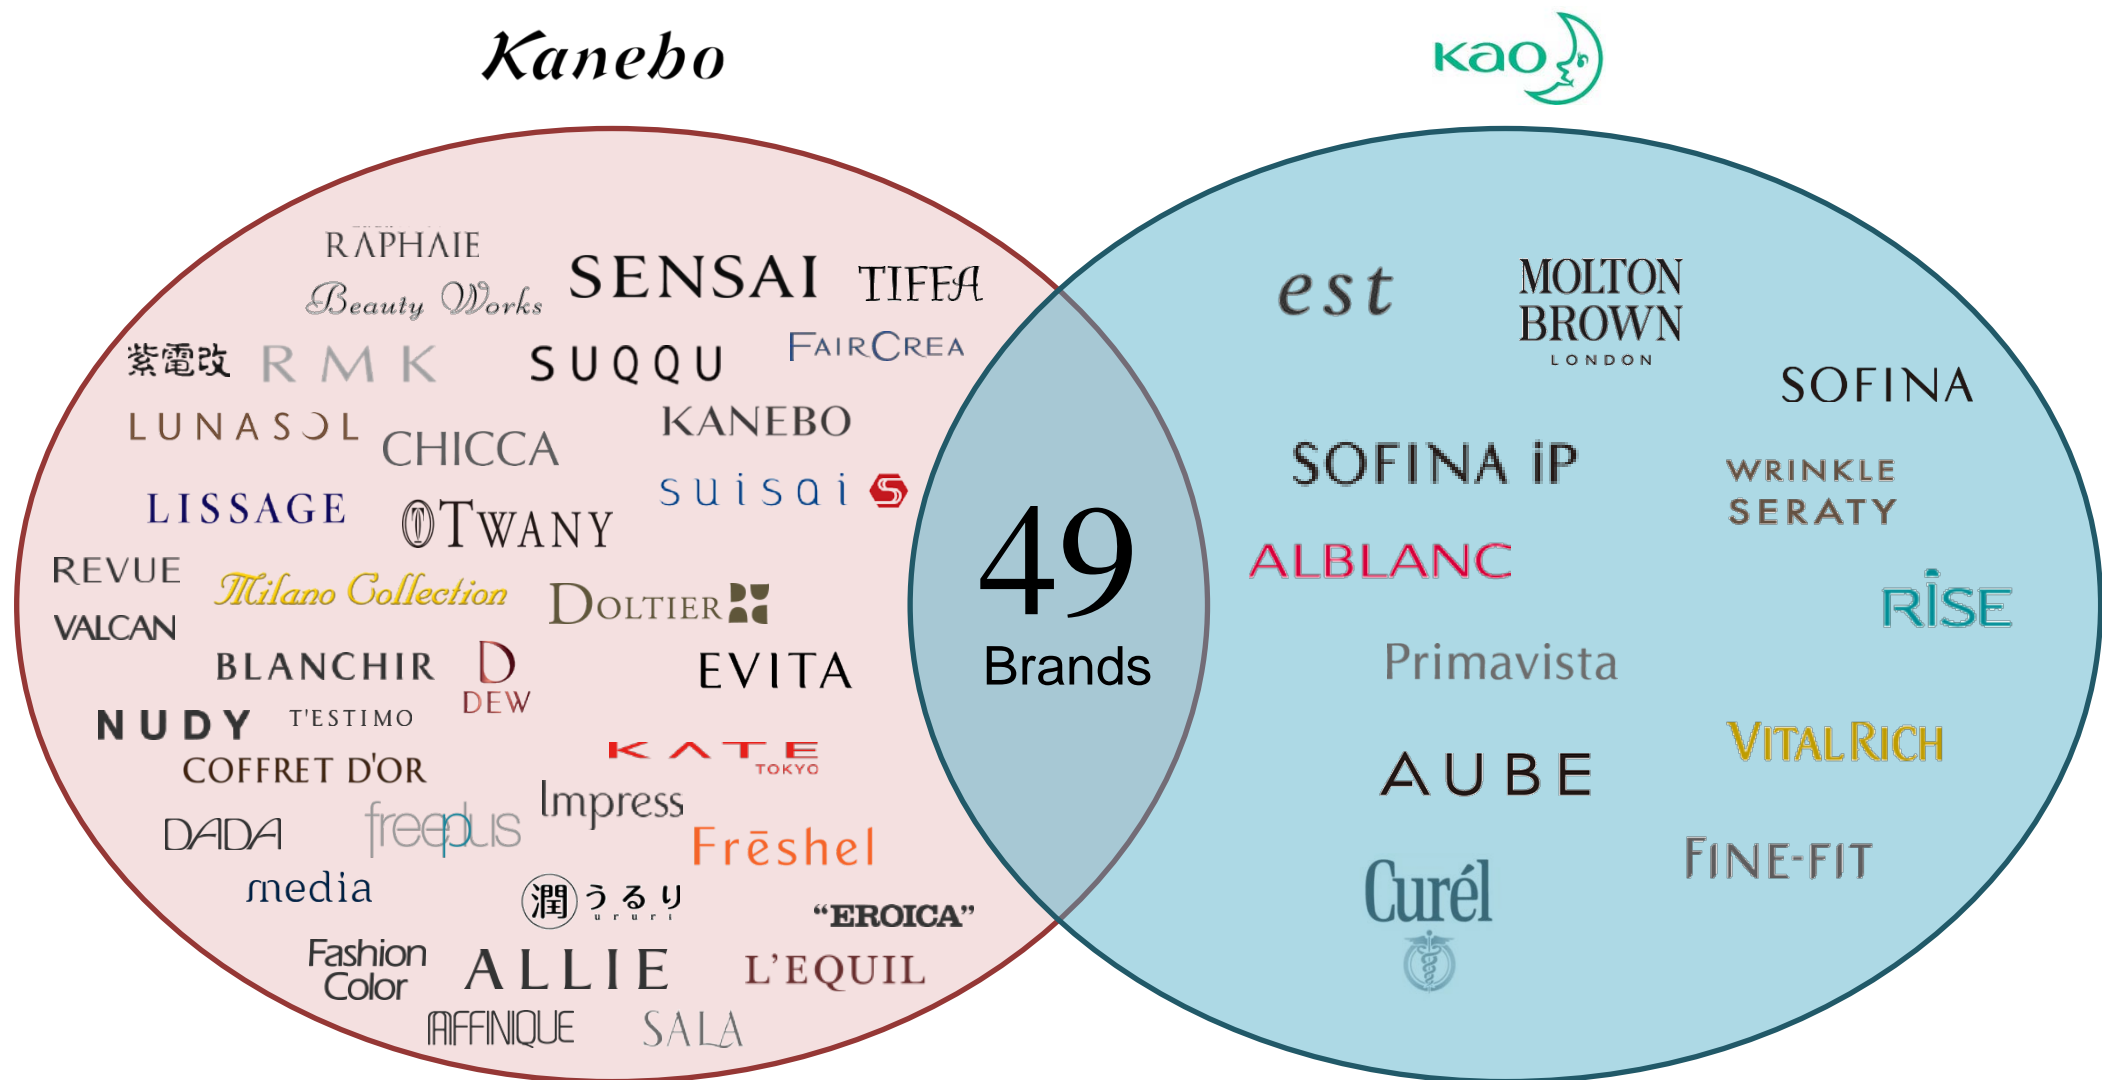 Kanebo
Kao
RAPHAIE
Beauty Works
SENSAI
TIFFA
紫電改
RMK
SUQQU
FAIRCREA
LUNASOL
CHICCA
KANEBO
LISSAGE
TWANY
suisai
REVUE
Milano Collection
DOLTIER
VALCAN
BLANCHIR
D
DEW
EVITA
NUDY
T'ESTIMO
COFFRET D'OR
KATE
TOKYO
Impress
DADA
freeplus
Frēshel
media
潤 うるり
ururi
"EROICA"
Fashion
Color
ALLIE
L'EQUIL
AFFINIQUE
SALA
49
Brands
est
MOLTON
BROWN
LONDON
SOFINA
SOFINA iP
WRINKLE
SERATY
ALBLANC
RISE
Primavista
VITALRICH
AUBE
FINE-FIT
Curél